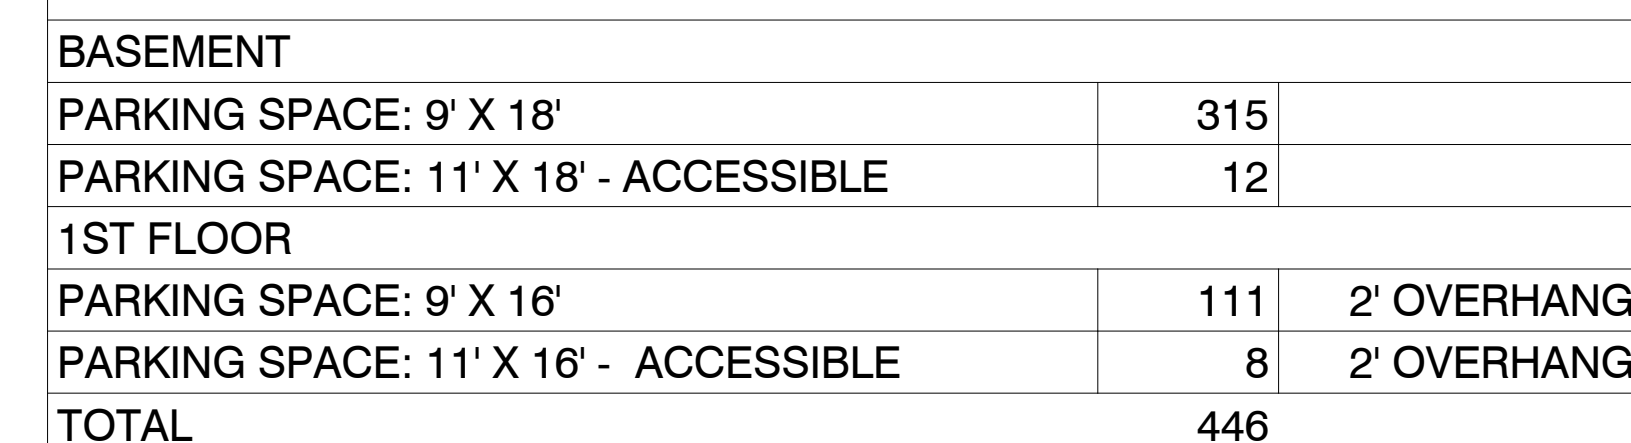 BASEMENT
PARKING SPACE: 9' X 18' 315
PARKING SPACE: 11' X 18' - ACCESSIBLE 12
1ST FLOOR
PARKING SPACE: 9' X 16' 111 2' OVERHANG
PARKING SPACE: 11' X 16' - ACCESSIBLE 8 2' OVERHANG
TOTAL 446